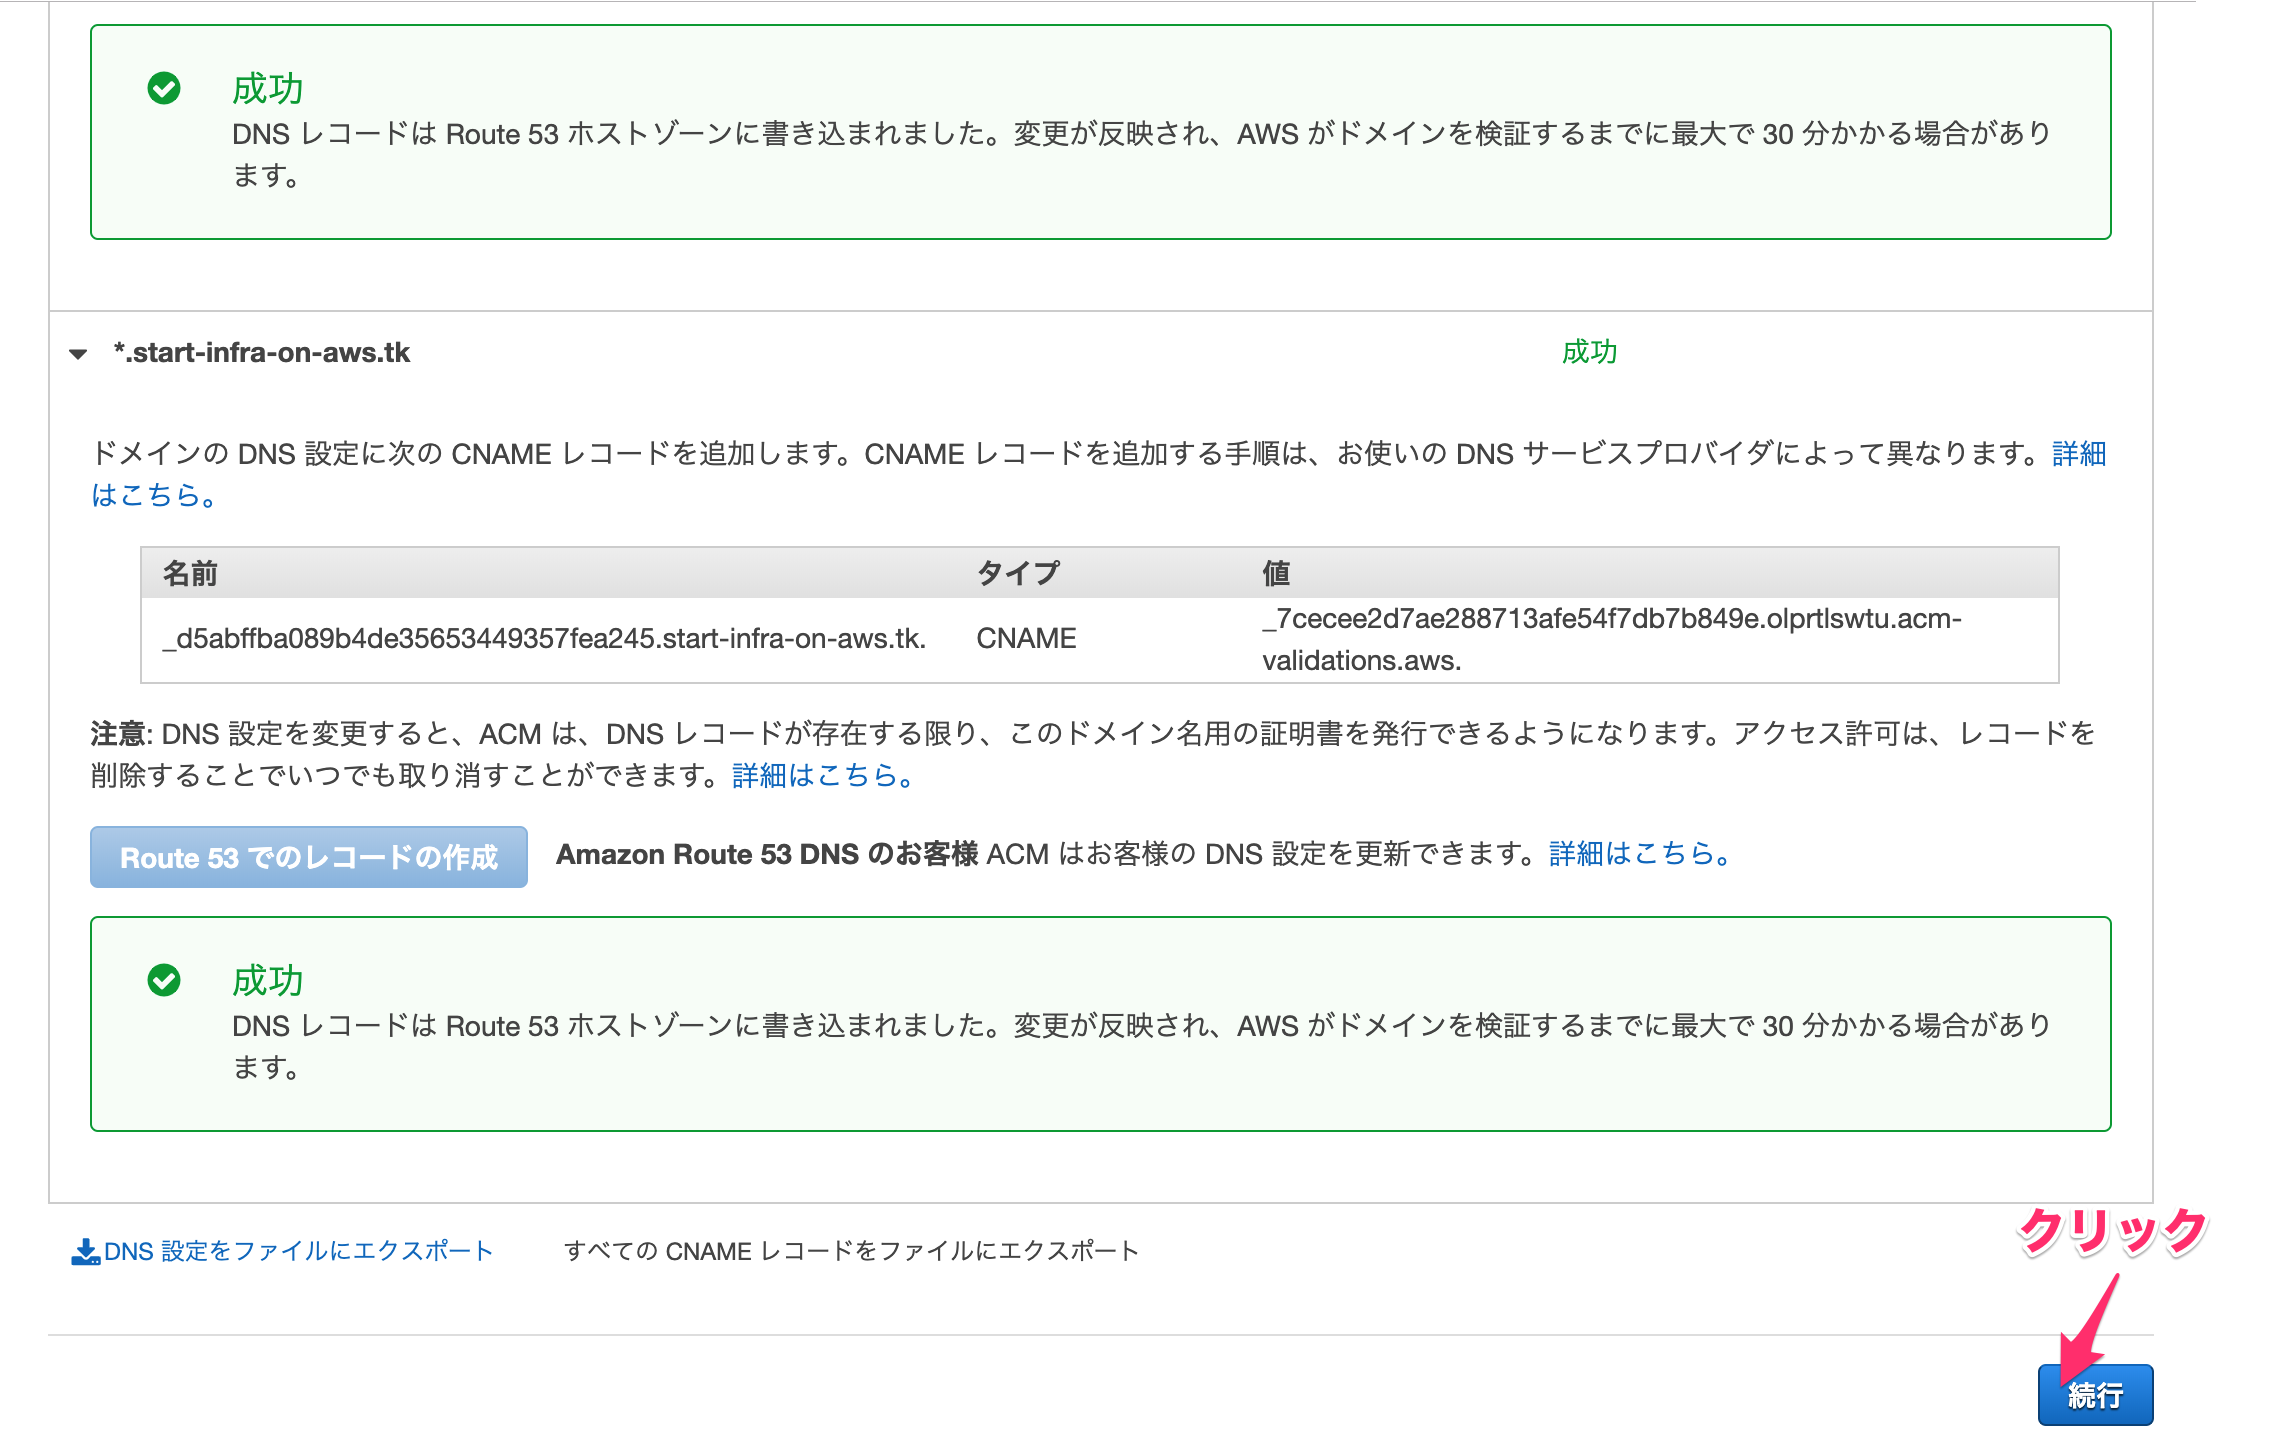 成功
DNS レコードは Route 53 ホストゾーンに書き込まれました。変更が反映され、AWS がドメインを検証するまでに最大で 30 分かかる場合があり
ます。
*.start-infra-on-aws.tk 成功
ドメインの DNS 設定に次の CNAME レコードを追加します。CNAME レコードを追加する手順は、お使いの DNS サービスプロバイダによって異なります。詳細
はこちら。
名前 タイプ 値
_d5abffba089b4de35653449357fea245.start-infra-on-aws.tk. CNAME _7cecee2d7ae288713afe54f7db7b849e.olprtlswtu.acm-
validations.aws.
注意: DNS 設定を変更すると、ACM は、DNS レコードが存在する限り、このドメイン名用の証明書を発行できるようになります。アクセス許可は、レコードを
削除することでいつでも取り消すことができます。詳細はこちら。
Route 53 でのレコードの作成 Amazon Route 53 DNS のお客様 ACM はお客様の DNS 設定を更新できます。詳細はこちら。
成功
DNS レコードは Route 53 ホストゾーンに書き込まれました。変更が反映され、AWS がドメインを検証するまでに最大で 30 分かかる場合があり
ます。
DNS 設定をファイルにエクスポート すべての CNAME レコードをファイルにエクスポート
クリック
続行